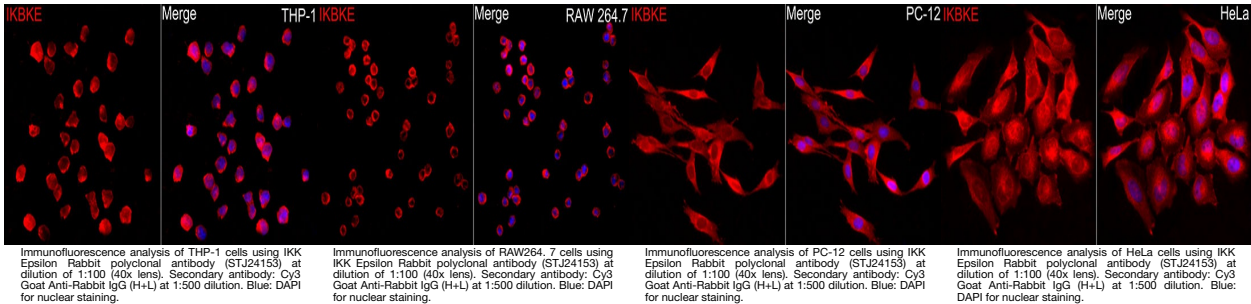 IKBKE
Merge
THP-1
IKBKE
Merge
RAW 264.7
IKBKE
Merge
PC-12
IKBKE
Merge
HeLa
Immunofluorescence analysis of THP-1 cells using IKK
Epsilon Rabbit polyclonal antibody (STJ24153) at
dilution of 1:100 (40x lens). Secondary antibody: Cy3
Goat Anti-Rabbit IgG (H+L) at 1:500 dilution. Blue: DAPI
for nuclear staining.
Immunofluorescence analysis of RAW264. 7 cells using
IKK Epsilon Rabbit polyclonal antibody (STJ24153) at
dilution of 1:100 (40x lens). Secondary antibody: Cy3
Goat Anti-Rabbit IgG (H+L) at 1:500 dilution. Blue: DAPI
for nuclear staining.
Immunofluorescence analysis of PC-12 cells using IKK
Epsilon Rabbit polyclonal antibody (STJ24153) at
dilution of 1:100 (40x lens). Secondary antibody: Cy3
Goat Anti-Rabbit IgG (H+L) at 1:500 dilution. Blue: DAPI
for nuclear staining.
Immunofluorescence analysis of HeLa cells using IKK
Epsilon Rabbit polyclonal antibody (STJ24153) at
dilution of 1:100 (40x lens). Secondary antibody: Cy3
Goat Anti-Rabbit IgG (H+L) at 1:500 dilution. Blue:
DAPI for nuclear staining.